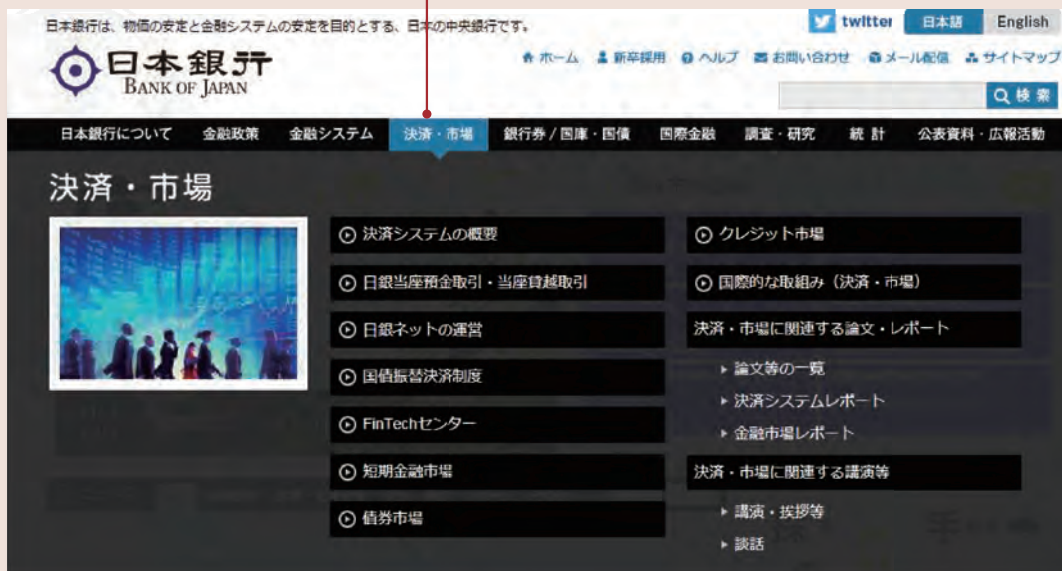 日本銀行は、物価の安定と金融システムの安定を目的とする、日本の中央銀行です。
twitter 日本語 English
日本銀行
BANK OF JAPAN
ホーム 新卒採用 ヘルプ お問い合わせ メール配信 サイトマップ
検索
日本銀行について 金融政策 金融システム 決済・市場 銀行券/国庫・国債 国際金融 調査・研究 統計 公表資料・広報活動
決済・市場
決済システムの概要
日銀当座預金取引・当座貸越取引
日銀ネットの運営
国債振替決済制度
FinTechセンター
短期金融市場
債券市場
クレジット市場
国際的な取組み（決済・市場）
決済・市場に関連する論文・レポート
論文等の一覧
決済システムレポート
金融市場レポート
決済・市場に関連する講演等
講演・挨拶等
談話